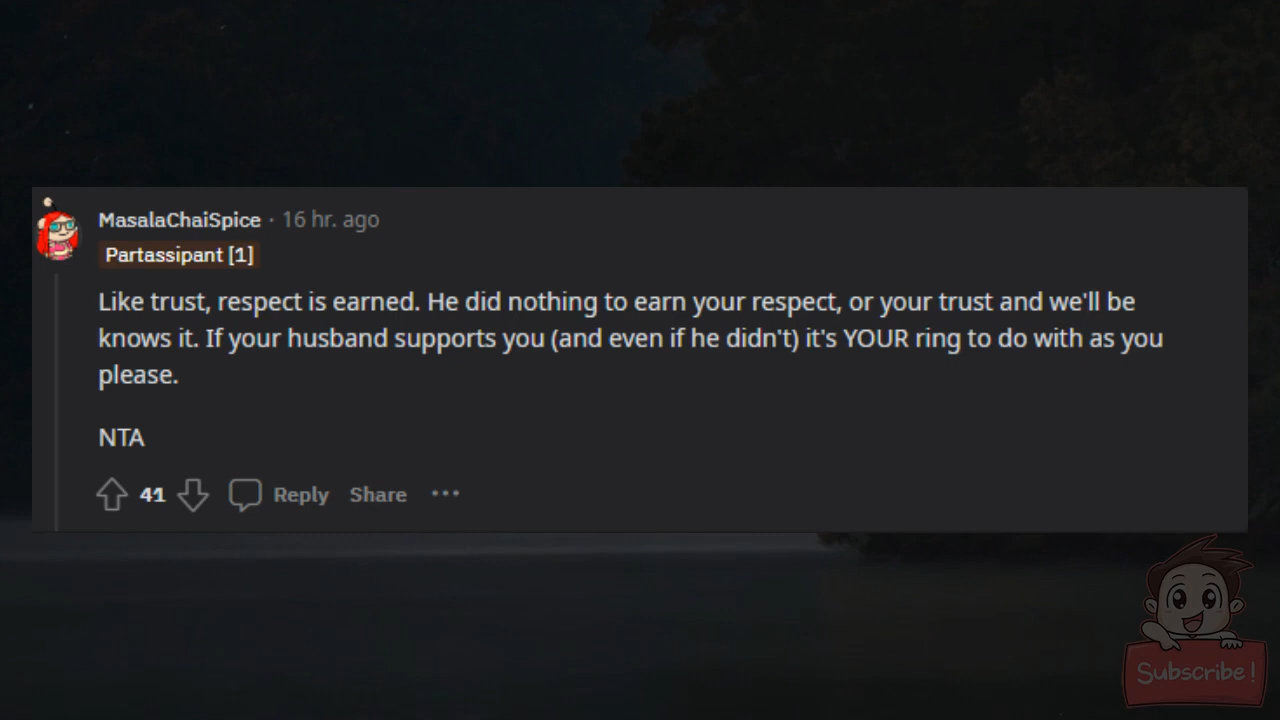 MasalaChaiSpice · 16 hr. ago
Partassipant [1]
Like trust, respect is earned. He did nothing to earn your respect, or your trust and we'll be
knows it. If your husband supports you (and even if he didn't) it's YOUR ring to do with as you
please.
NTA
41 Reply Share ···
Subscribe!